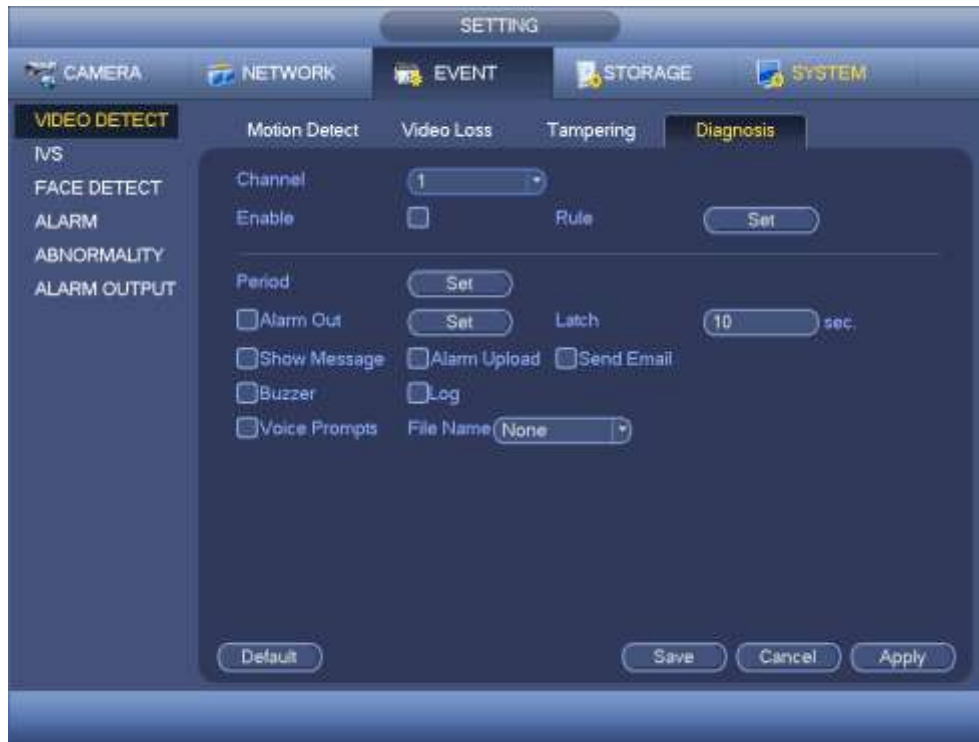 SETTING
CAMERA NETWORK EVENT STORAGE SYSTEM
VIDEO DETECT
IVS
FACE DETECT
ALARM
ABNORMALITY
ALARM OUTPUT
Motion Detect Video Loss Tampering Diagnosis
Channel 1
Enable Rule Set
Period Set
Alarm Out Set Latch 10 sec.
Show Message Alarm Upload Send Email
Buzzer Log
Voice Prompts File Name None
Default Save Cancel Apply